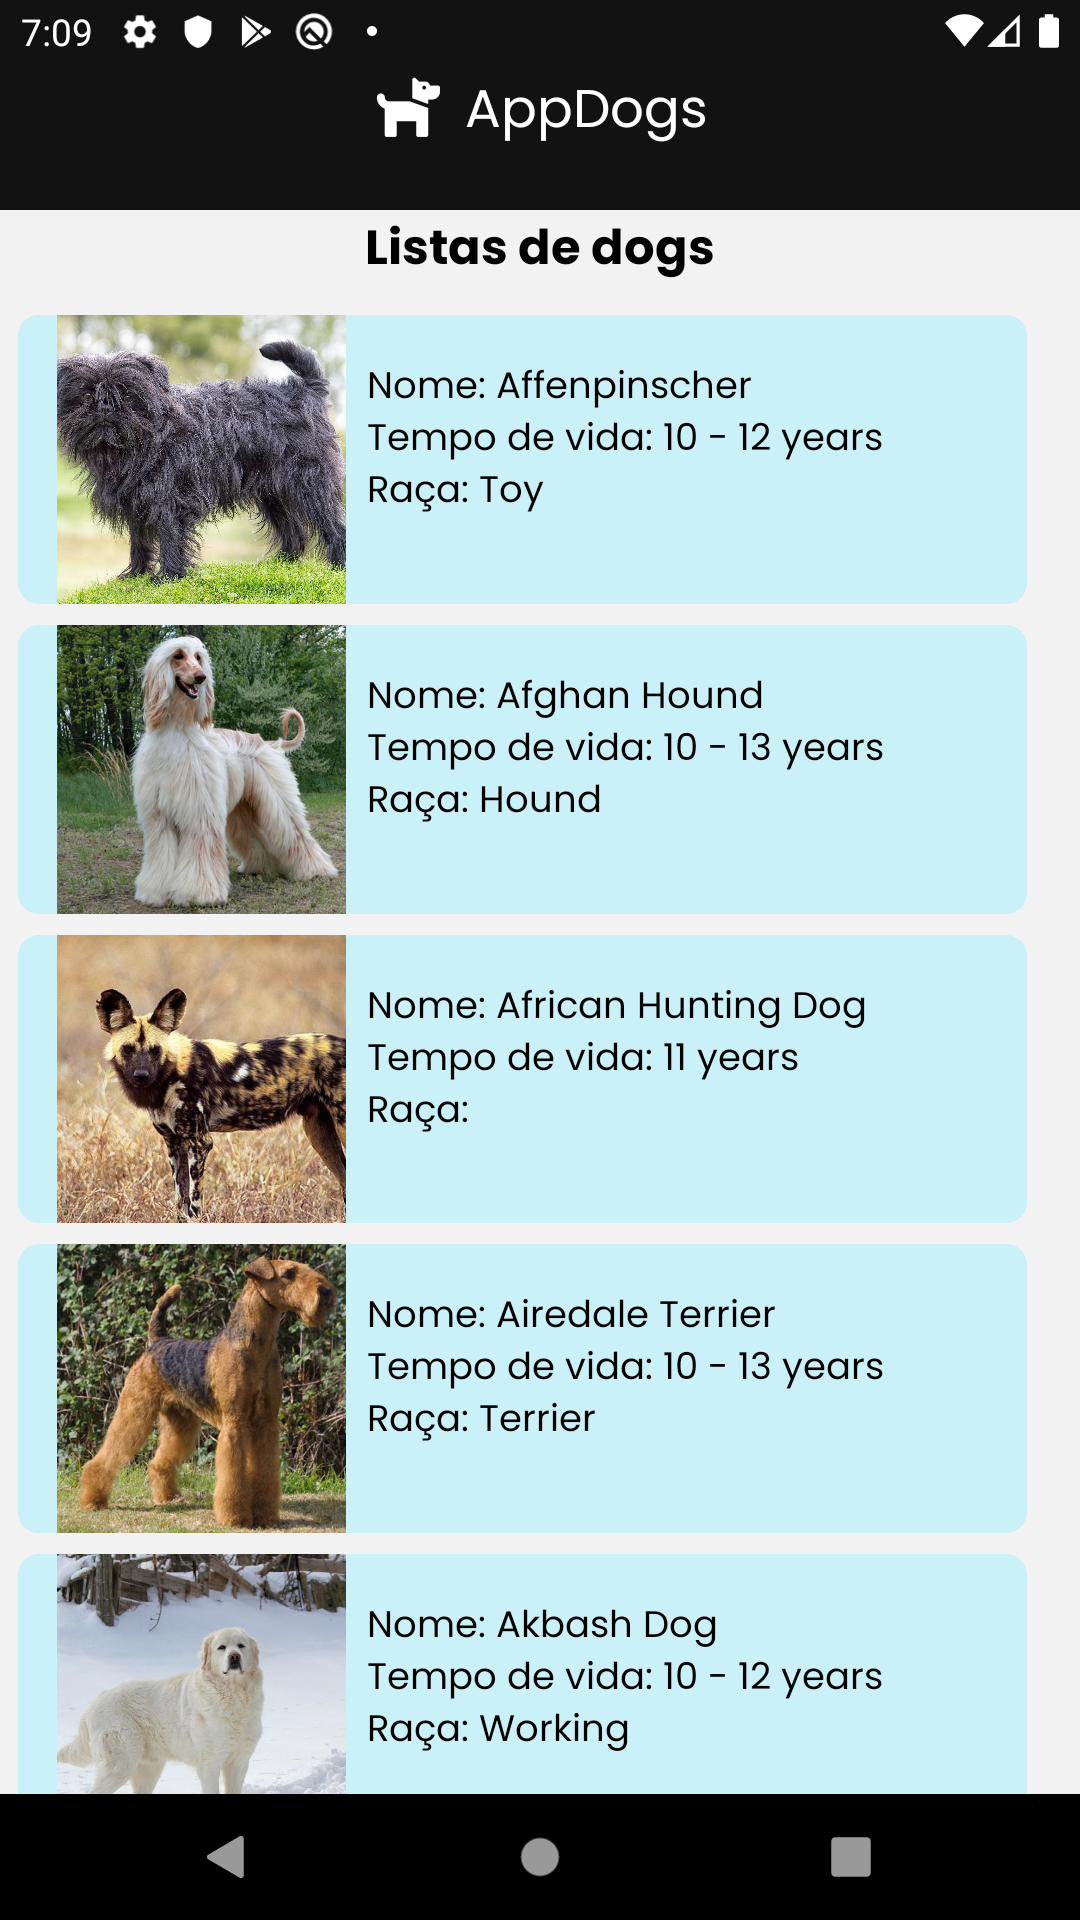 7:09
AppDogs
Listas de dogs
Nome: Affenpinscher
Tempo de vida: 10 - 12 years
Raça: Toy
Nome: Afghan Hound
Tempo de vida: 10 - 13 years
Raça: Hound
Nome: African Hunting Dog
Tempo de vida: 11 years
Raça:
Nome: Airedale Terrier
Tempo de vida: 10 - 13 years
Raça: Terrier
Nome: Akbash Dog
Tempo de vida: 10 - 12 years
Raça: Working